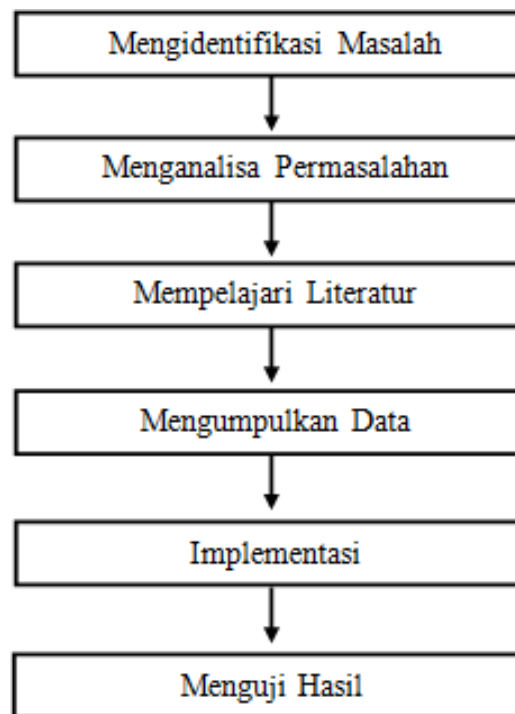 Mengidentifikasi Masalah
Menganalisa Permasalahan
Mempelajari Literatur
Mengumpulkan Data
Implementasi
Menguji Hasil